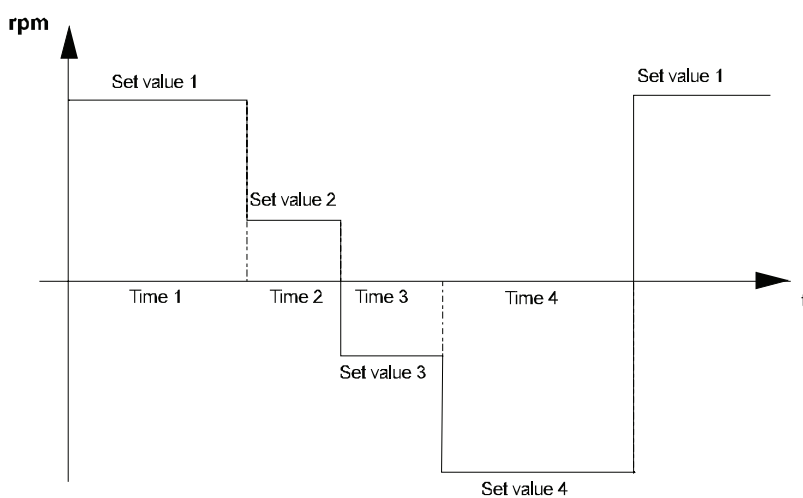 rpm
Set value 1
Set value 1
Set value 2
Time 1
Time 2
Time 3
Time 4
Set value 3
Set value 4